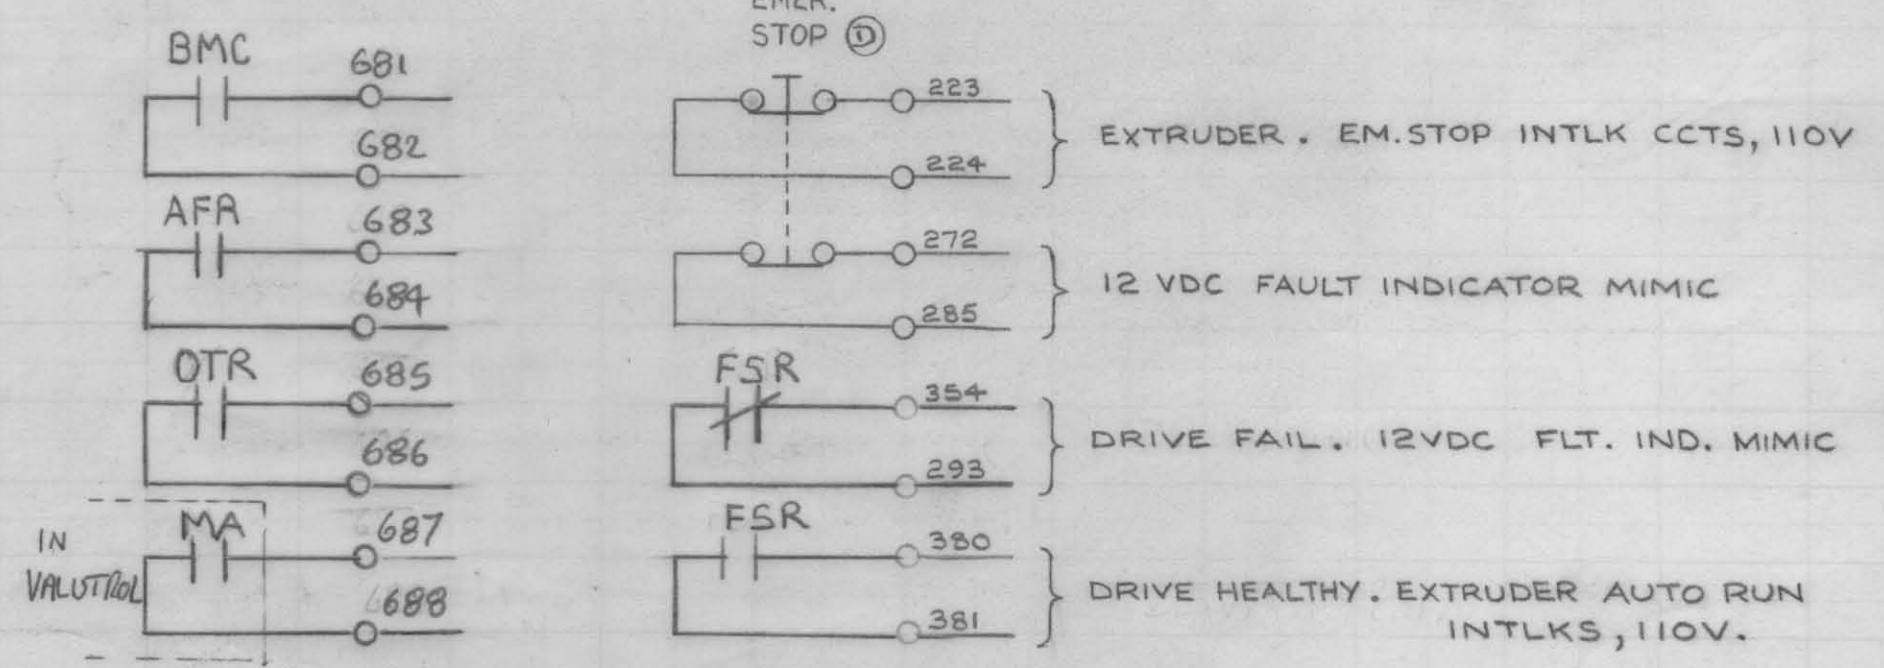 BMC
681
682
AFA
683
684
OTR
685
686
IN
VALUTROL
MA
687
688
EMER.
STOP D
223
224
EXTRUDER. EM.STOP INTLK CCTS, 110V
272
285
12 VDC FAULT INDICATOR MIMIC
FSR
354
293
DRIVE FAIL. 12VDC FLT. IND. MIMIC
FSR
380
381
DRIVE HEALTHY. EXTRUDER AUTO RUN
INTLKS, 110V.